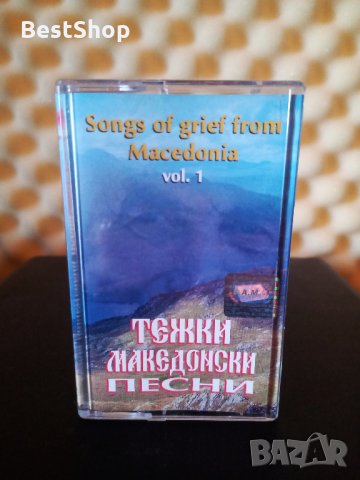 BestShop
Songs of grief from
Macedonia
vol. 1
A.M.
ТЕЖКИ
МАКЕДОНСКИ
ПЕСНИ
BAZAR